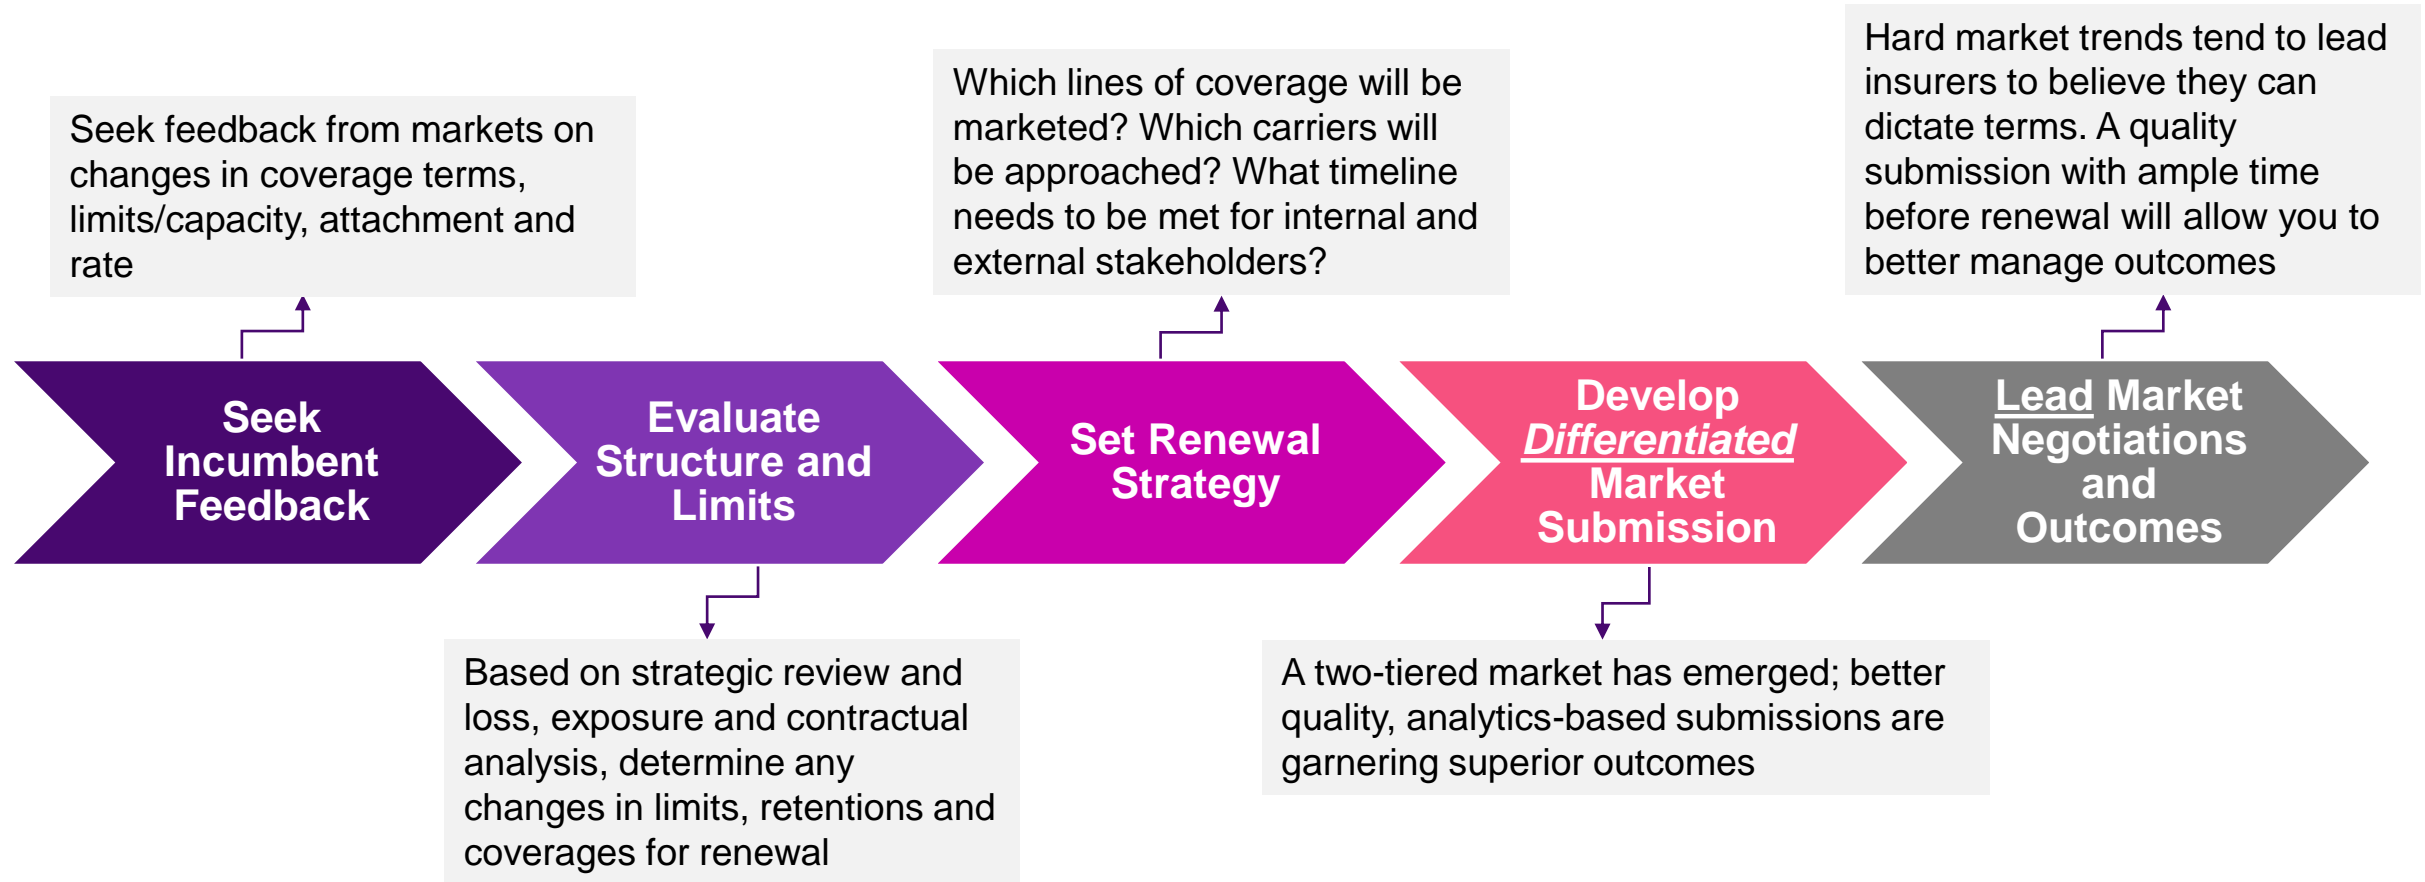 Seek feedback from markets on
changes in coverage terms,
limits/capacity, attachment and
rate
Which lines of coverage will be
marketed? Which carriers will
be approached? What timeline
needs to be met for internal and
external stakeholders?
Hard market trends tend to lead
insurers to believe they can
dictate terms. A quality
submission with ample time
before renewal will allow you to
better manage outcomes
Seek
Incumbent
Feedback
Evaluate
Structure and
Limits
Set Renewal
Strategy
Develop
Differentiated
Market
Submission
Lead Market
Negotiations
and
Outcomes
Based on strategic review and
loss, exposure and contractual
analysis, determine any
changes in limits, retentions and
coverages for renewal
A two-tiered market has emerged; better
quality, analytics-based submissions are
garnering superior outcomes